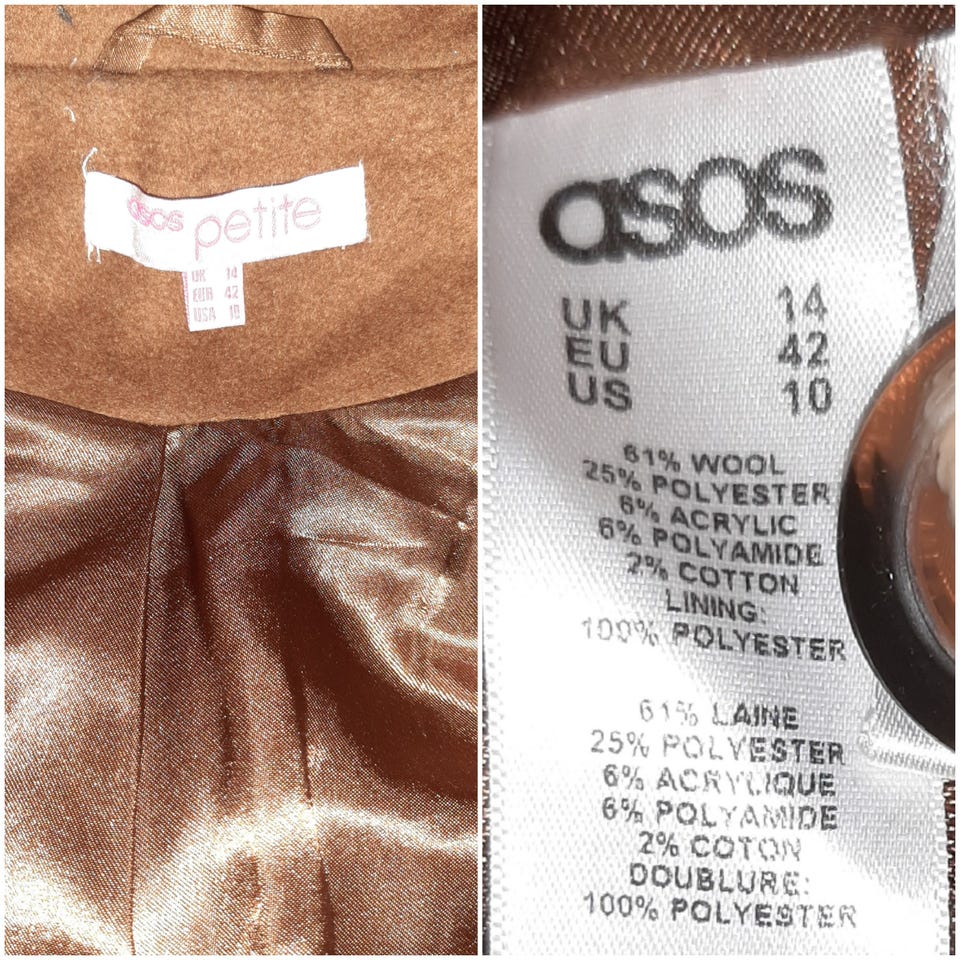 asos petite
UK 14
EUR 42
USA 10
asos
UK 14
EU 42
US 10
61% WOOL
25% POLYESTER
6% ACRYLIC
6% POLYAMIDE
2% COTTON
LINING:
100% POLYESTER
61% LAINE
25% POLYESTER
6% ACRYLIQUE
6% POLYAMIDE
2% COTON
DOUBLURE:
100% POLYESTER